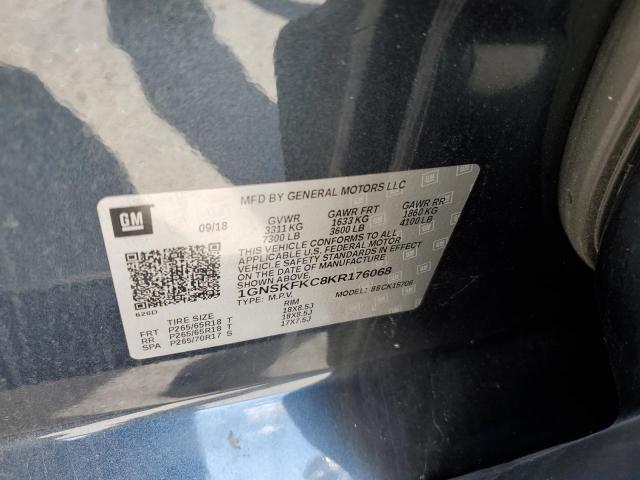 MFD BY GENERAL MOTORS LLC
GM
09/18 GVWR GAWR FRT GAWR RR
3311 KG 1633 KG 1860 KG
7300 LB 3600 LB 4100 LB
THIS VEHICLE CONFORMS TO ALL
APPLICABLE U.S. FEDERAL MOTOR
VEHICLE SAFETY STANDARDS IN EFFECT
ON THE DATE OF MANUFACTURE
SHOWN ABOVE.
1GNSKFKC8KR176068
TYPE: M.P.V. MODEL:
626D
TIRE SIZE RIM
FRT P265/65R18 T 18X8.5J
RR P265/65R18 T 18X8.5J
SPA P265/70R17 S 17X7.5J